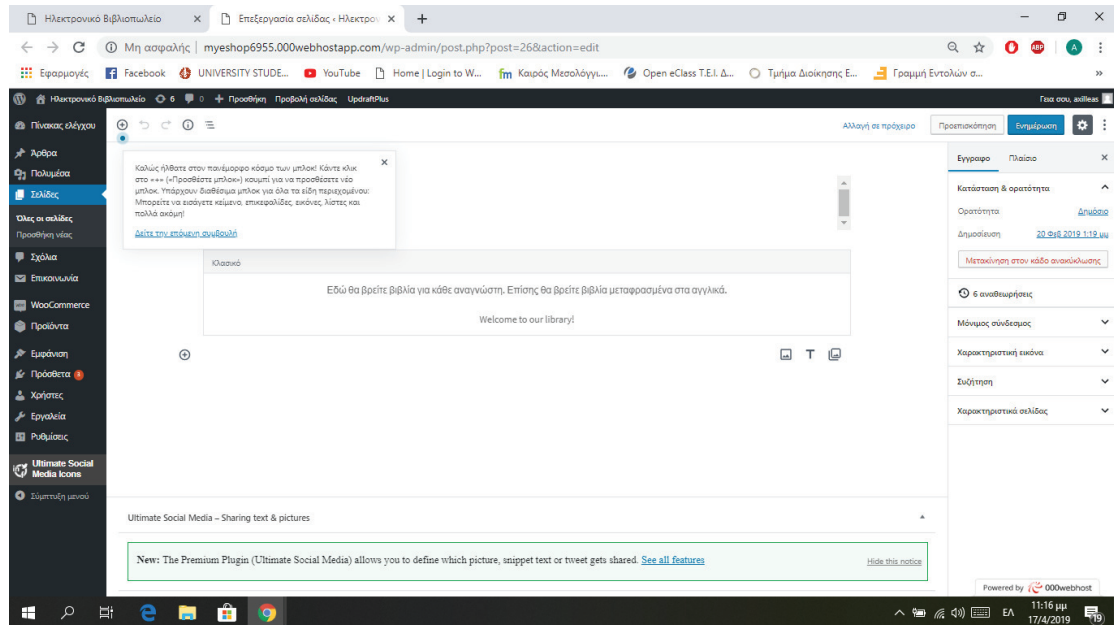 Ηλεκτρονικό Βιβλιοπωλείο
Επεξεργασία σελίδας ‹ Ηλεκτρον
Μη ασφαλής | myeshop6955.000webhostapp.com/wp-admin/post.php?post=26&action=edit
Εφαρμογές Facebook UNIVERSITY STUDE... YouTube Home | Login to W... Καιρός Μεσολόγγι.... Open eClass Τ.Ε.Ι. Δ... Τμήμα Διοίκησης Ε... Γραμμή Εντολών σ... »
Ηλεκτρονικό Βιβλιοπωλείο 6 0 Προσθήκη Προβολή σελίδας UpdraftPlus Γεια σου, axilleas
Πίνακας ελέγχου
Άρθρα
Πολυμέσα
Σελίδες
Όλες οι σελίδες
Προσθήκη νέας
Σχόλια
Επικοινωνία
WooCommerce
Προϊόντα
Εμφάνιση
Πρόσθετα
Χρήστες
Εργαλεία
Ρυθμίσεις
Ultimate Social
Media Icons
Σύμπτυξη μενού
Αλλαγή σε πρόχειρο Προεπισκόπηση Ενημέρωση
Καλώς ήλθατε στον πανέμορφο κόσμο των μπλοκ! Κάντε κλικ
στο «+» («Προσθέστε μπλοκ») κουμπί για να προσθέσετε νέο
μπλοκ. Υπάρχουν διαθέσιμα μπλοκ για όλα τα είδη περιεχομένου:
Μπορείτε να εισάγετε κείμενο, επικεφαλίδες, εικόνες, λίστες και
πολλά ακόμη!
Δείτε την επόμενη συμβουλή
Κλασικό
Εδώ θα βρείτε βιβλία για κάθε αναγνώστη. Επίσης θα βρείτε βιβλία μεταφρασμένα στα αγγλικά.
Welcome to our library!
Ultimate Social Media – Sharing text & pictures
New: The Premium Plugin (Ultimate Social Media) allows you to define which picture, snippet text or tweet gets shared. See all features
Hide this notice
Έγγραφο Πλαίσιο
Κατάσταση & ορατότητα
Ορατότητα Δημόσιο
Δημοσίευση 20 Φεβ 2019 1:19 μμ
Μετακίνηση στον κάδο ανακύκλωσης
6 αναθεωρήσεις
Μόνιμος σύνδεσμος
Χαρακτηριστική εικόνα
Συζήτηση
Χαρακτηριστικά σελίδας
Powered by 000webhost
ΕΛ 11:16 μμ
17/4/2019
19